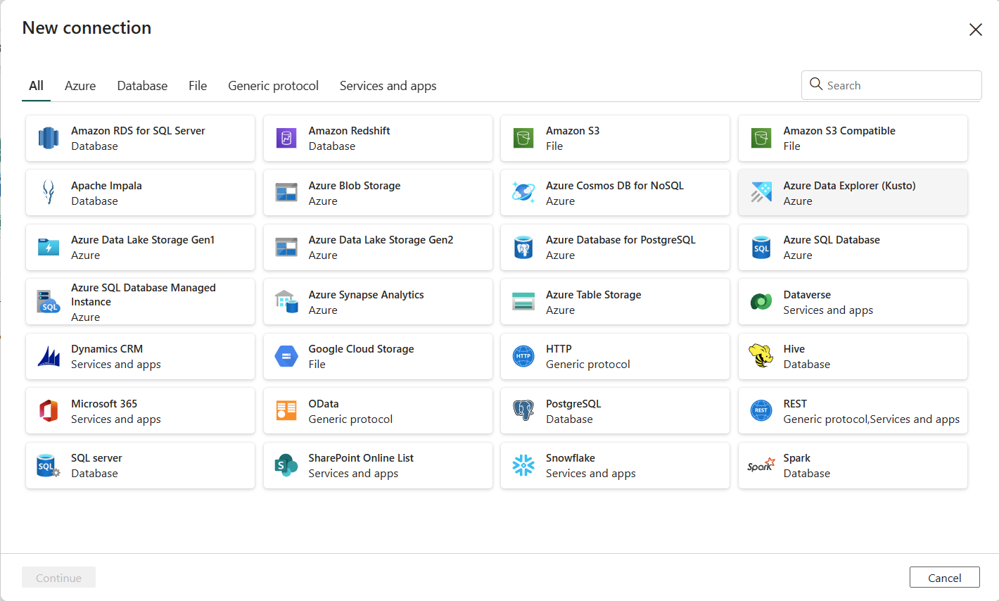 New connection
All Azure Database File Generic protocol Services and apps Search
Amazon RDS for SQL Server
Database
Amazon Redshift
Database
Amazon S3
File
Amazon S3 Compatible
File
Apache Impala
Database
Azure Blob Storage
Azure
Azure Cosmos DB for NoSQL
Azure
Azure Data Explorer (Kusto)
Azure
Azure Data Lake Storage Gen1
Azure
Azure Data Lake Storage Gen2
Azure
Azure Database for PostgreSQL
Azure
SQL
Azure SQL Database
Azure
SQL
Azure SQL Database Managed
Instance
Azure
Azure Synapse Analytics
Azure
Azure Table Storage
Azure
Dataverse
Services and apps
Dynamics CRM
Services and apps
Google Cloud Storage
File
HTTP
HTTP
Generic protocol
Hive
Database
Microsoft 365
Services and apps
OData
Generic protocol
PostgreSQL
Database
REST
REST
Generic protocol,Services and apps
SQL
SQL server
Database
S
SharePoint Online List
Services and apps
Snowflake
Services and apps
Spark
Spark
Database
Continue
Cancel